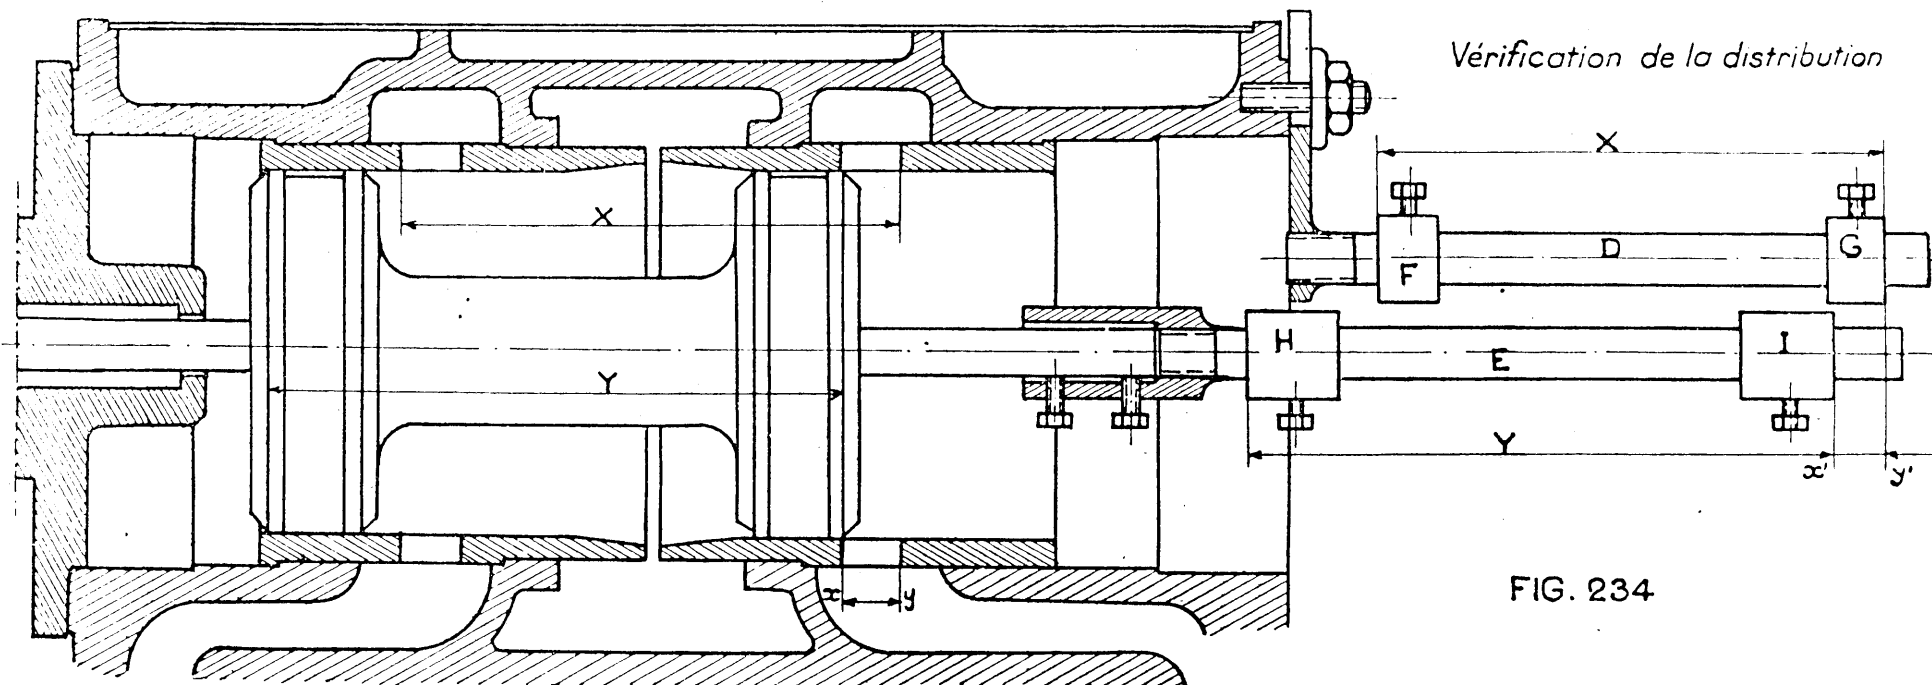 Vérification de la distribution
X
X
F
D
G
H
E
I
Y
Y
x'
y'
x
y
FIG. 234